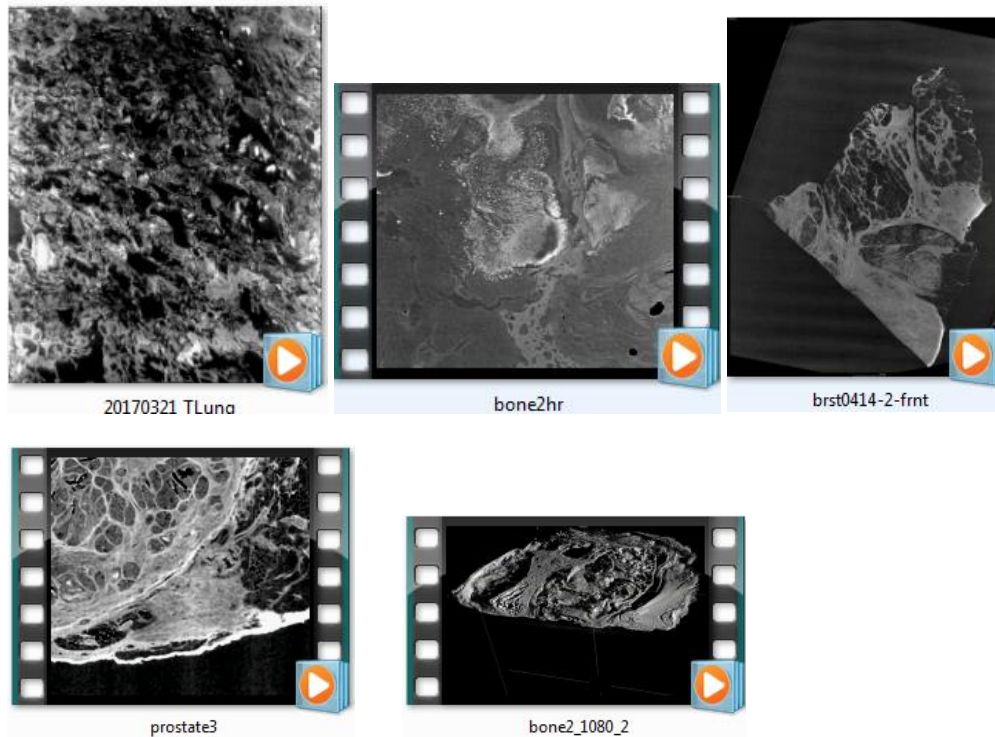 20170321 TLung
bone2hr
brst0414-2-frnt
prostate3
bone2_1080_2